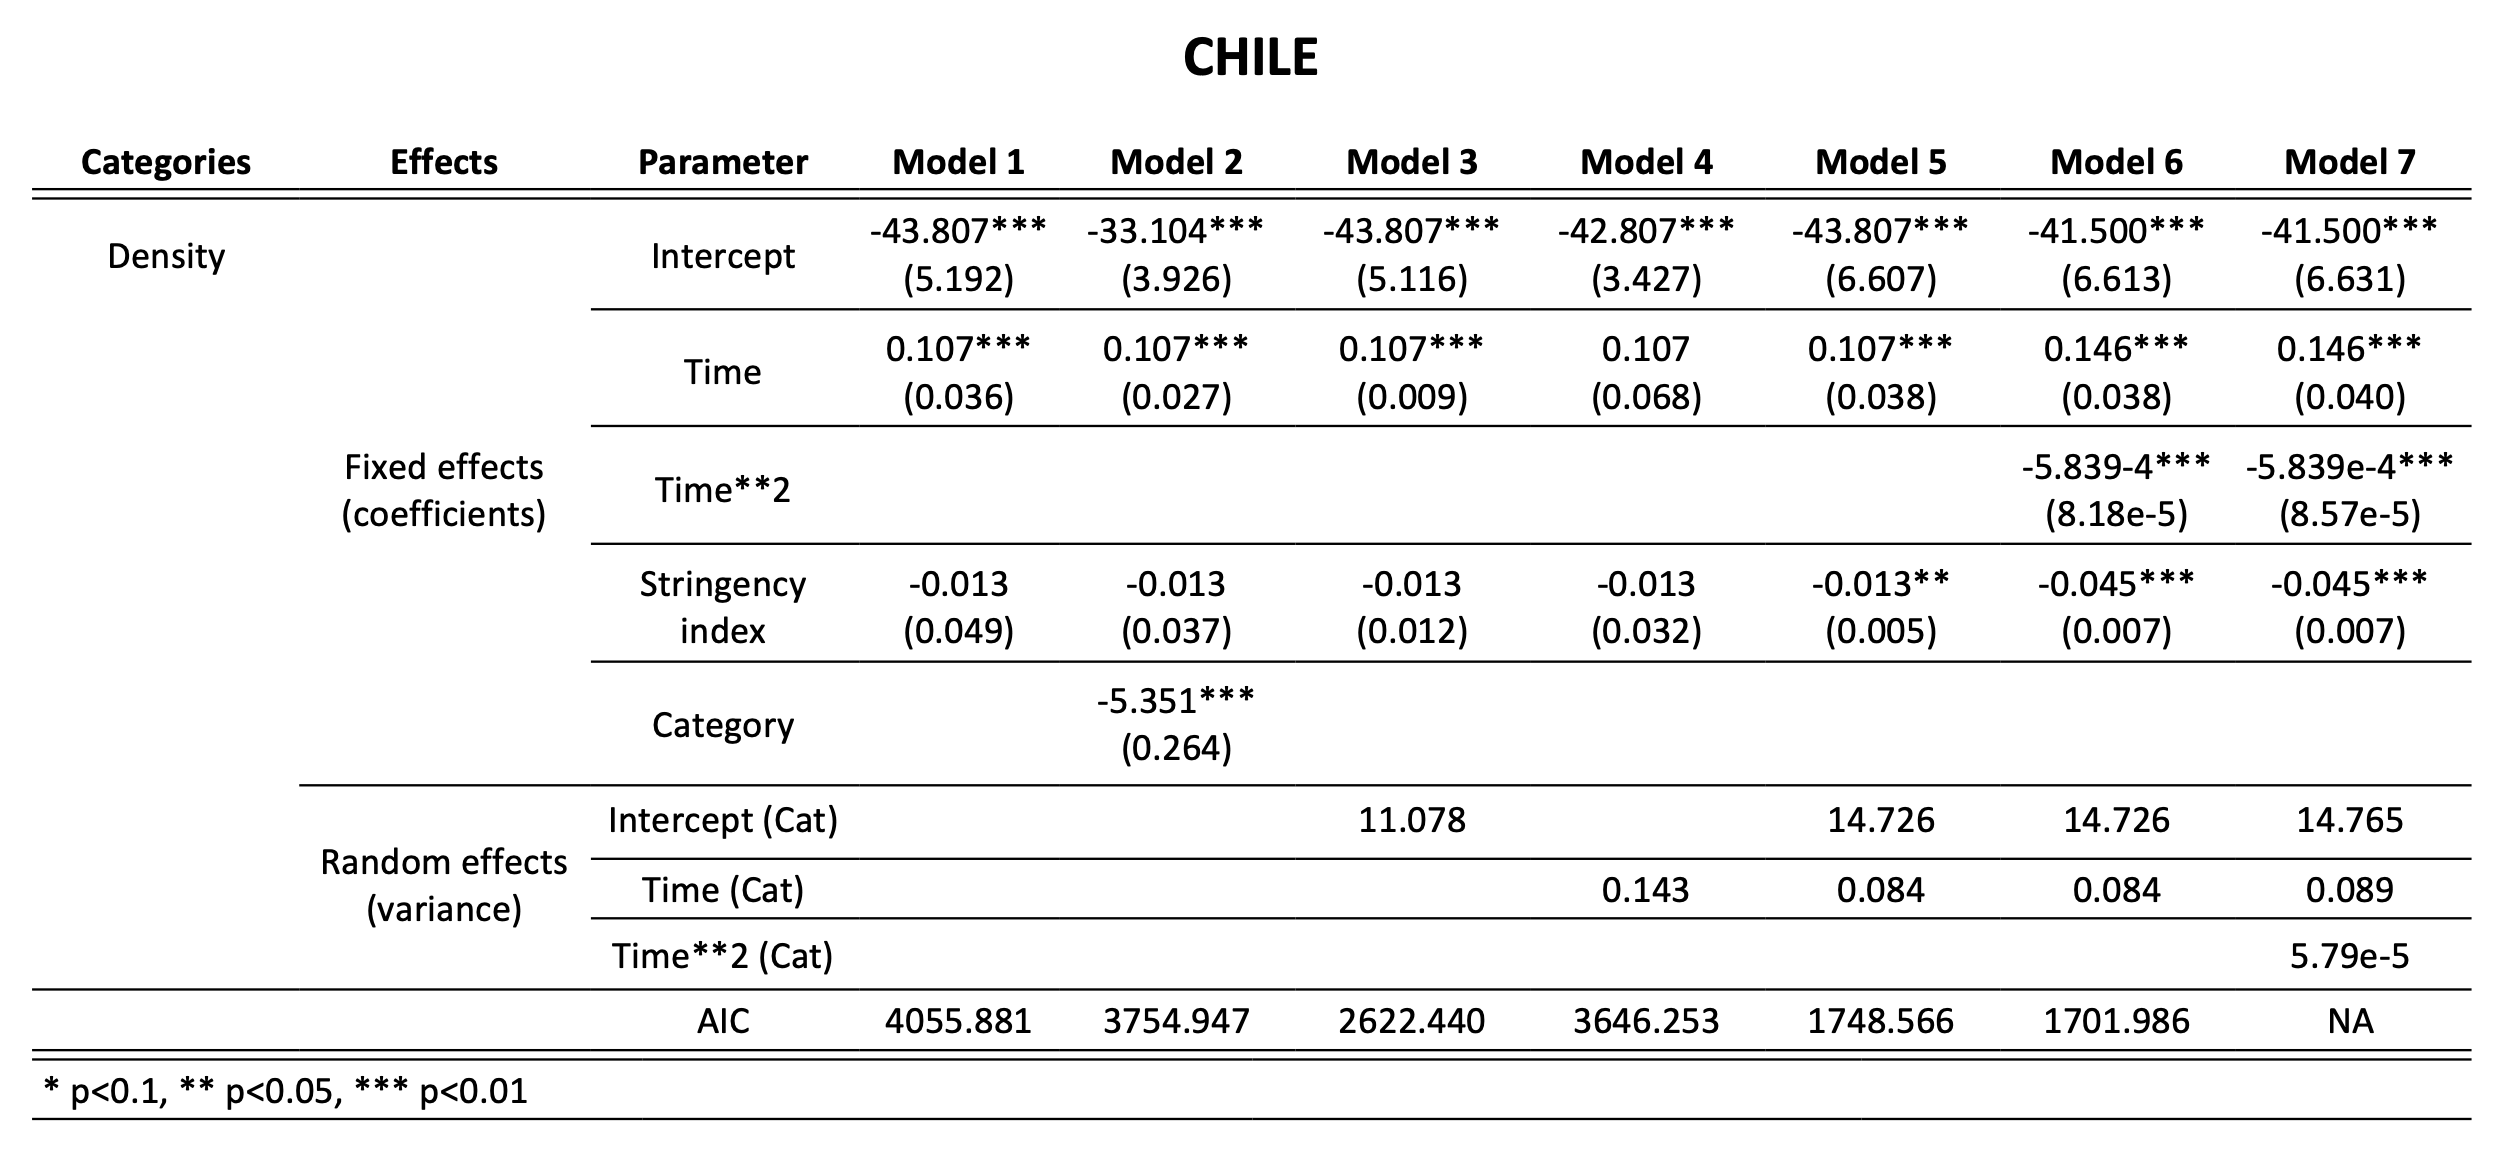 CHILE
Categories Effects Parameter Model 1 Model 2 Model 3 Model 4 Model 5 Model 6 Model 7
Density Fixed effects (coefficients) Intercept -43.807*** -33.104*** -43.807*** -42.807*** -43.807*** -41.500*** -41.500***
(5.192) (3.926) (5.116) (3.427) (6.607) (6.613) (6.631)
Time 0.107*** 0.107*** 0.107*** 0.107 0.107*** 0.146*** 0.146***
(0.036) (0.027) (0.009) (0.068) (0.038) (0.038) (0.040)
Time**2 -5.839-4*** -5.839e-4***
(8.18e-5) (8.57e-5)
Stringency index -0.013 -0.013 -0.013 -0.013 -0.013** -0.045*** -0.045***
(0.049) (0.037) (0.012) (0.032) (0.005) (0.007) (0.007)
Category -5.351***
(0.264)
Random effects (variance) Intercept (Cat) 11.078 14.726 14.726 14.765
Time (Cat) 0.143 0.084 0.084 0.089
Time**2 (Cat) 5.79e-5
AIC 4055.881 3754.947 2622.440 3646.253 1748.566 1701.986 NA
* p<0.1, ** p<0.05, *** p<0.01